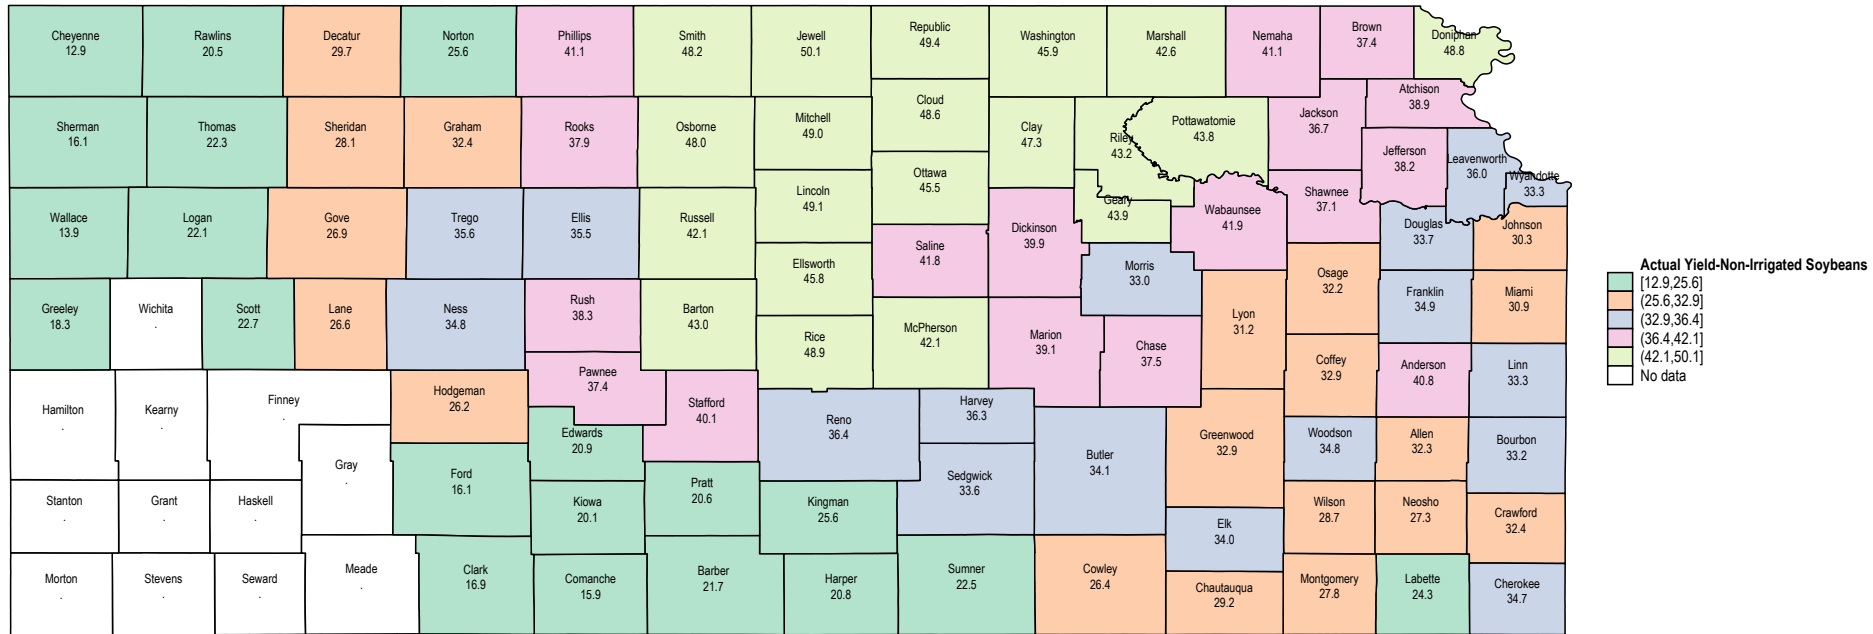 Cheyenne
12.9
Rawlins
20.5
Decatur
29.7
Norton
25.6
Phillips
41.1
Smith
48.2
Jewell
50.1
Republic
49.4
Washington
45.9
Marshall
42.6
Nemaha
41.1
Brown
37.4
Doniphan
48.8
Sherman
16.1
Thomas
22.3
Sheridan
28.1
Graham
32.4
Rooks
37.9
Osborne
48.0
Mitchell
49.0
Cloud
48.6
Clay
47.3
Riley
43.2
Pottawatomie
43.8
Jackson
36.7
Atchison
38.9
Jefferson
38.2
Leavenworth
36.0
Wyandotte
33.3
Wallace
13.9
Logan
22.1
Gove
26.9
Trego
35.6
Ellis
35.5
Russell
42.1
Lincoln
49.1
Ottawa
45.5
Saline
41.8
Dickinson
39.9
Geary
43.9
Wabaunsee
41.9
Shawnee
37.1
Douglas
33.7
Johnson
30.3
Greeley
18.3
Wichita
.
Scott
22.7
Lane
26.6
Ness
34.8
Rush
38.3
Barton
43.0
Ellsworth
45.8
Rice
48.9
McPherson
42.1
Marion
39.1
Morris
33.0
Chase
37.5
Lyon
31.2
Osage
32.2
Franklin
34.9
Miami
30.9
Coffey
32.9
Anderson
40.8
Linn
33.3
Hamilton
.
Kearny
.
Finney
.
Hodgeman
26.2
Pawnee
37.4
Stafford
40.1
Edwards
20.9
Reno
36.4
Harvey
36.3
Butler
34.1
Greenwood
32.9
Woodson
34.8
Allen
32.3
Bourbon
33.2
Gray
.
Ford
16.1
Kiowa
20.1
Pratt
20.6
Kingman
25.6
Sedgwick
33.6
Elk
34.0
Wilson
28.7
Neosho
27.3
Crawford
32.4
Stanton
.
Grant
.
Haskell
.
Morton
.
Stevens
.
Seward
.
Meade
.
Clark
16.9
Comanche
15.9
Barber
21.7
Harper
20.8
Sumner
22.5
Cowley
26.4
Chautauqua
29.2
Montgomery
27.8
Labette
24.3
Cherokee
34.7
Actual Yield-Non-Irrigated Soybeans
[12.9,25.6]
(25.6,32.9]
(32.9,36.4]
(36.4,42.1]
(42.1,50.1]
No data